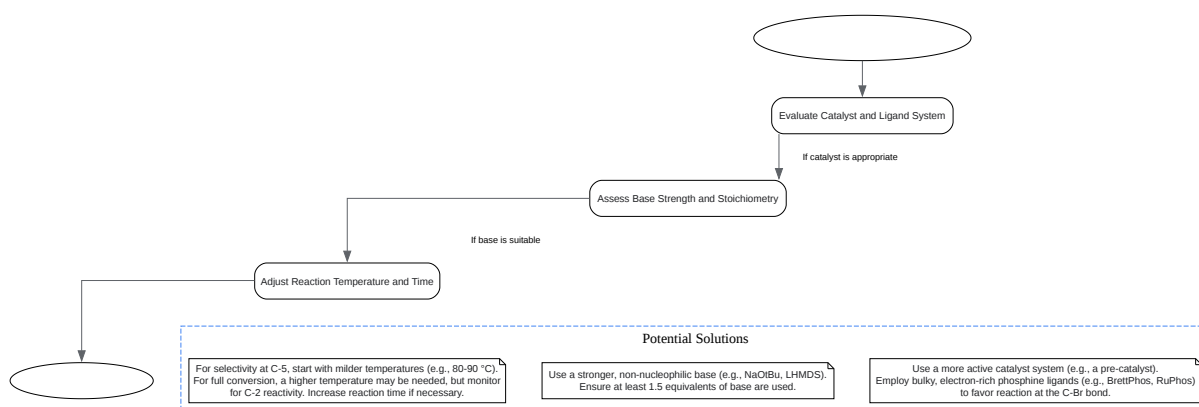 Evaluate Catalyst and Ligand System
If catalyst is appropriate
Assess Base Strength and Stoichiometry
If base is suitable
Adjust Reaction Temperature and Time
Potential Solutions
For selectivity at C-5, start with milder temperatures (e.g., 80-90 °C).
For full conversion, a higher temperature may be needed, but monitor
for C-2 reactivity. Increase reaction time if necessary.
Use a stronger, non-nucleophilic base (e.g., NaOtBu, LHMDS).
Ensure at least 1.5 equivalents of base are used.
Use a more active catalyst system (e.g., a pre-catalyst).
Employ bulky, electron-rich phosphine ligands (e.g., BrettPhos, RuPhos)
to favor reaction at the C-Br bond.